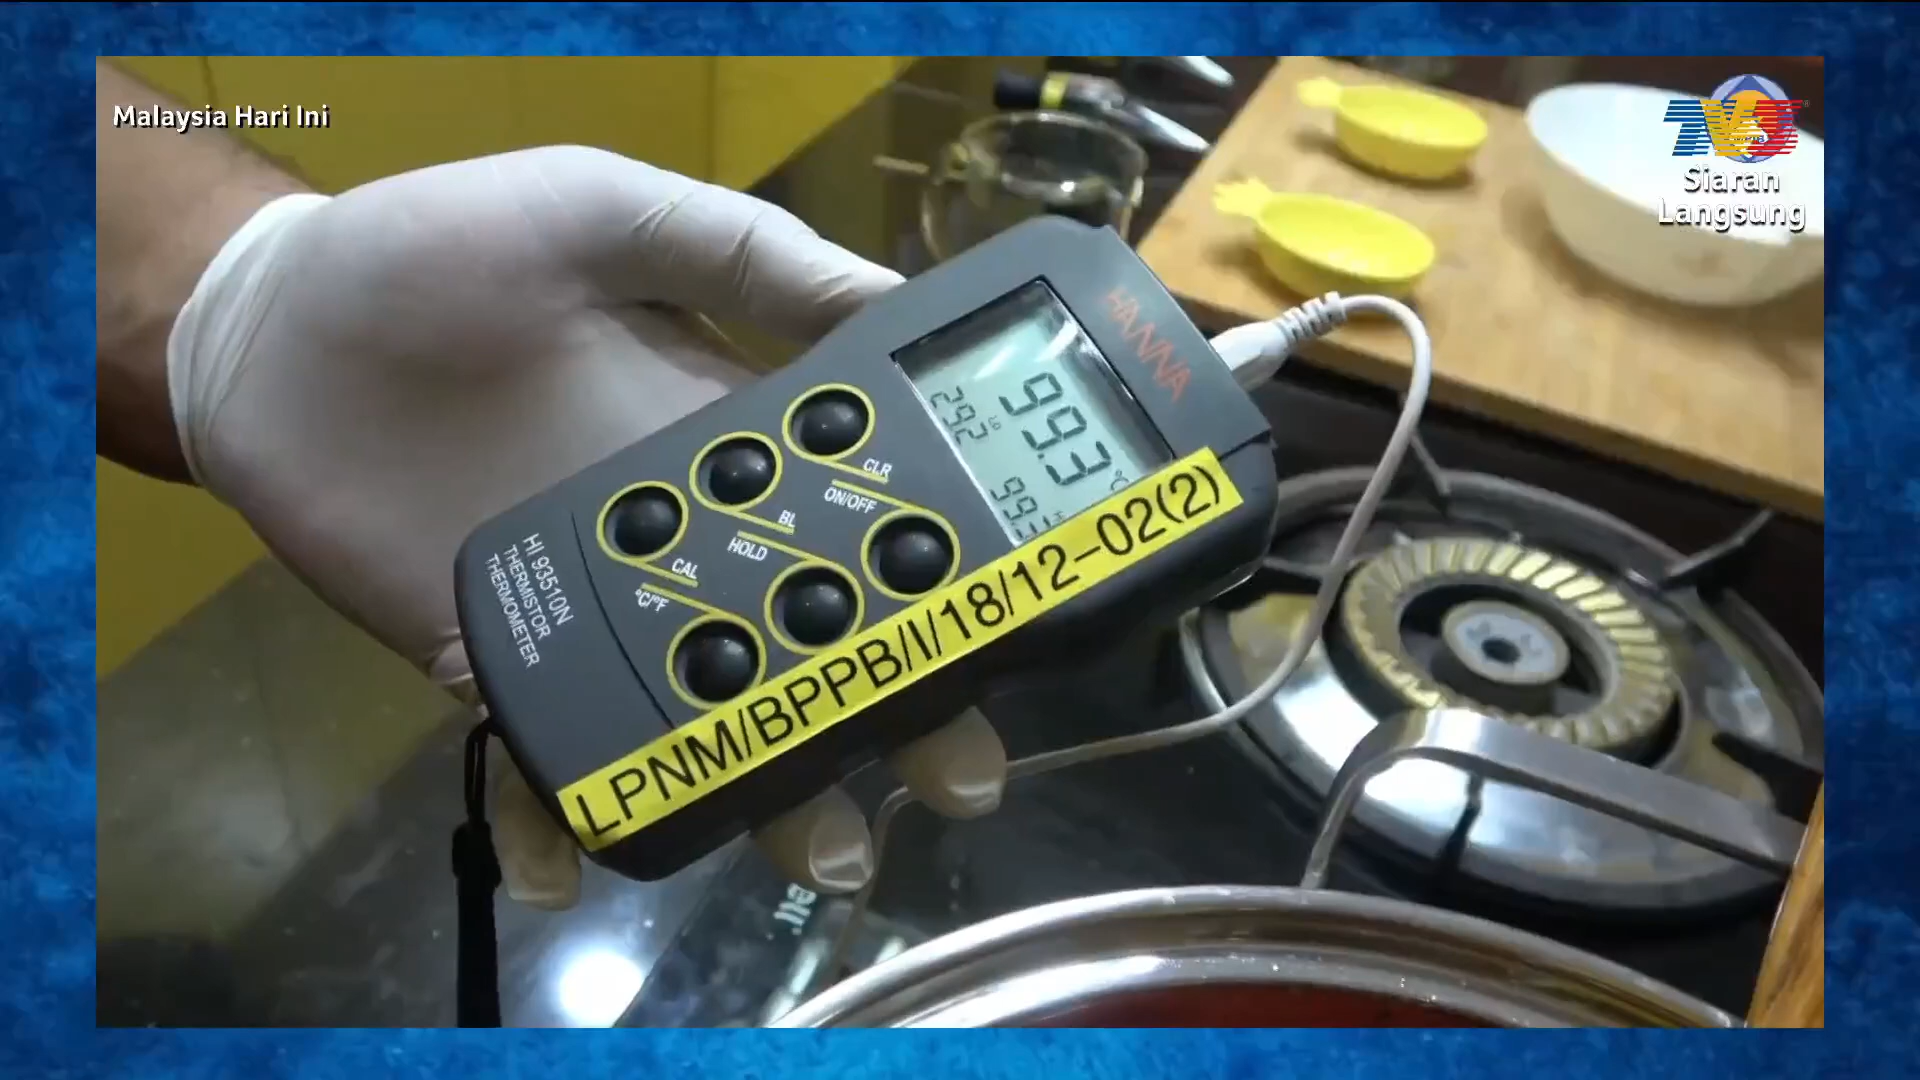 Malaysia Hari Ini
TV3
Siaran
Langsung
HANNA
99.3 °C
29.2
99.3
CLR
ON/OFF
BL
HOLD
CAL
°C/°F
HI 93510N
THERMISTOR
THERMOMETER
LPNM/BPPB/I/18/12-02(2)